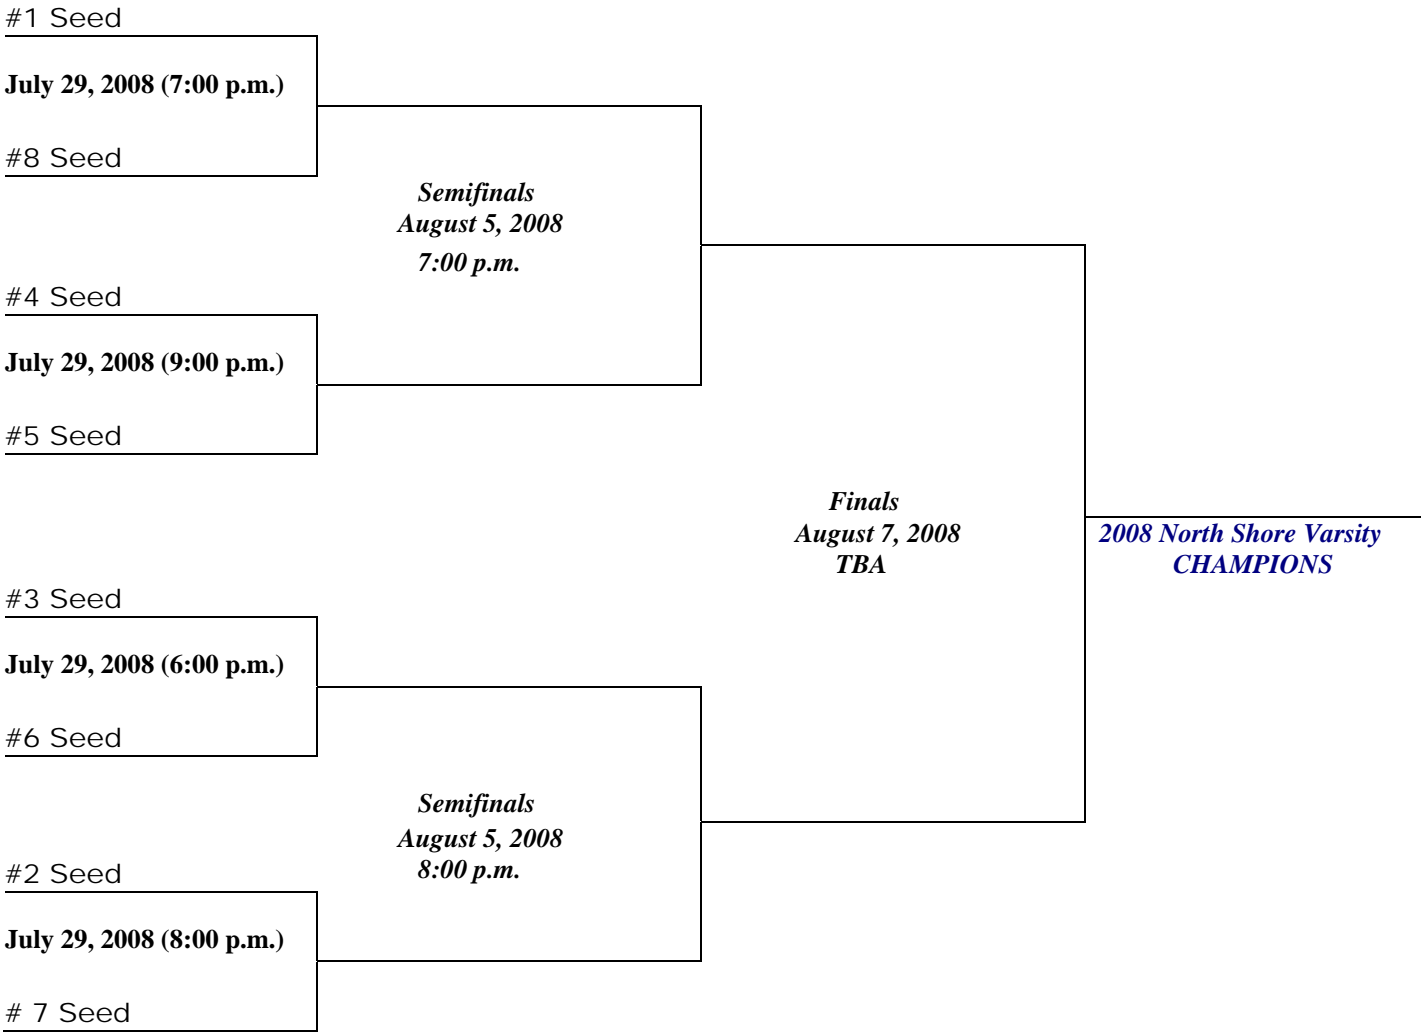 #1 Seed
July 29, 2008 (7:00 p.m.)
#8 Seed
Semifinals
August 5, 2008
7:00 p.m.
#4 Seed
July 29, 2008 (9:00 p.m.)
#5 Seed
Finals
August 7, 2008
TBA
2008 North Shore Varsity
CHAMPIONS
#3 Seed
July 29, 2008 (6:00 p.m.)
#6 Seed
Semifinals
August 5, 2008
8:00 p.m.
#2 Seed
July 29, 2008 (8:00 p.m.)
# 7 Seed